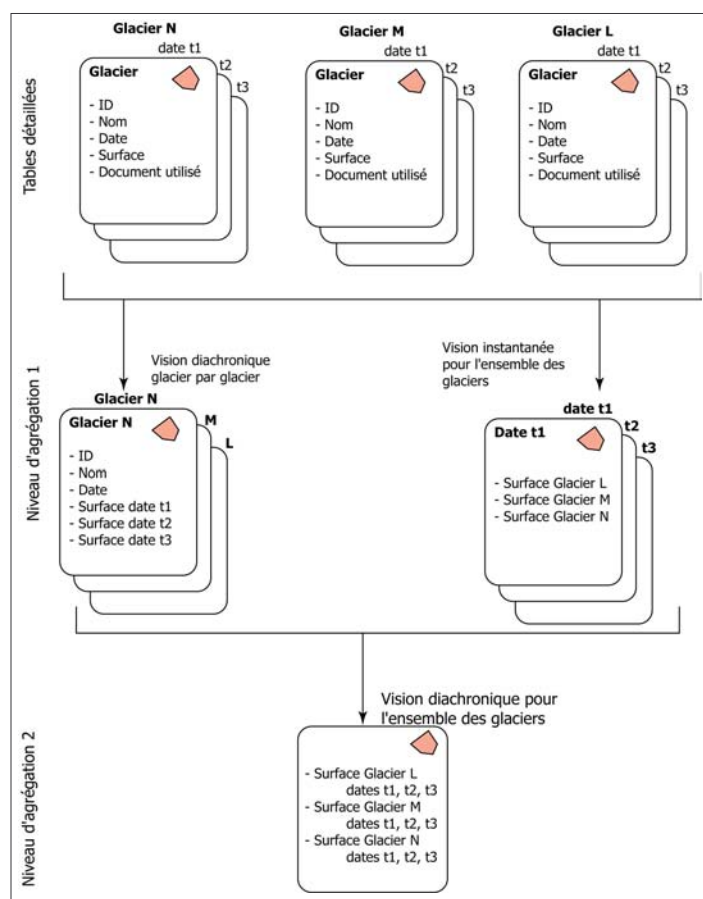 Glacier N
date t1
t2
t3
Glacier
- ID
- Nom
- Date
- Surface
- Document utilisé
Glacier M
date t1
t2
t3
Glacier
- ID
- Nom
- Date
- Surface
- Document utilisé
Glacier L
date t1
t2
t3
Glacier
- ID
- Nom
- Date
- Surface
- Document utilisé
Tables détaillées
Vision diachronique
glacier par glacier
Vision instantanée
pour l'ensemble des
glaciers
Niveau d'agrégation 1
Glacier N
M
L
Glacier N
- ID
- Nom
- Date
- Surface date t1
- Surface date t2
- Surface date t3
date t1
t2
t3
Date t1
- Surface Glacier L
- Surface Glacier M
- Surface Glacier N
Niveau d'agrégation 2
Vision diachronique pour
l'ensemble des glaciers
- Surface Glacier L
dates t1, t2, t3
- Surface Glacier M
dates t1, t2, t3
- Surface Glacier N
dates t1, t2, t3